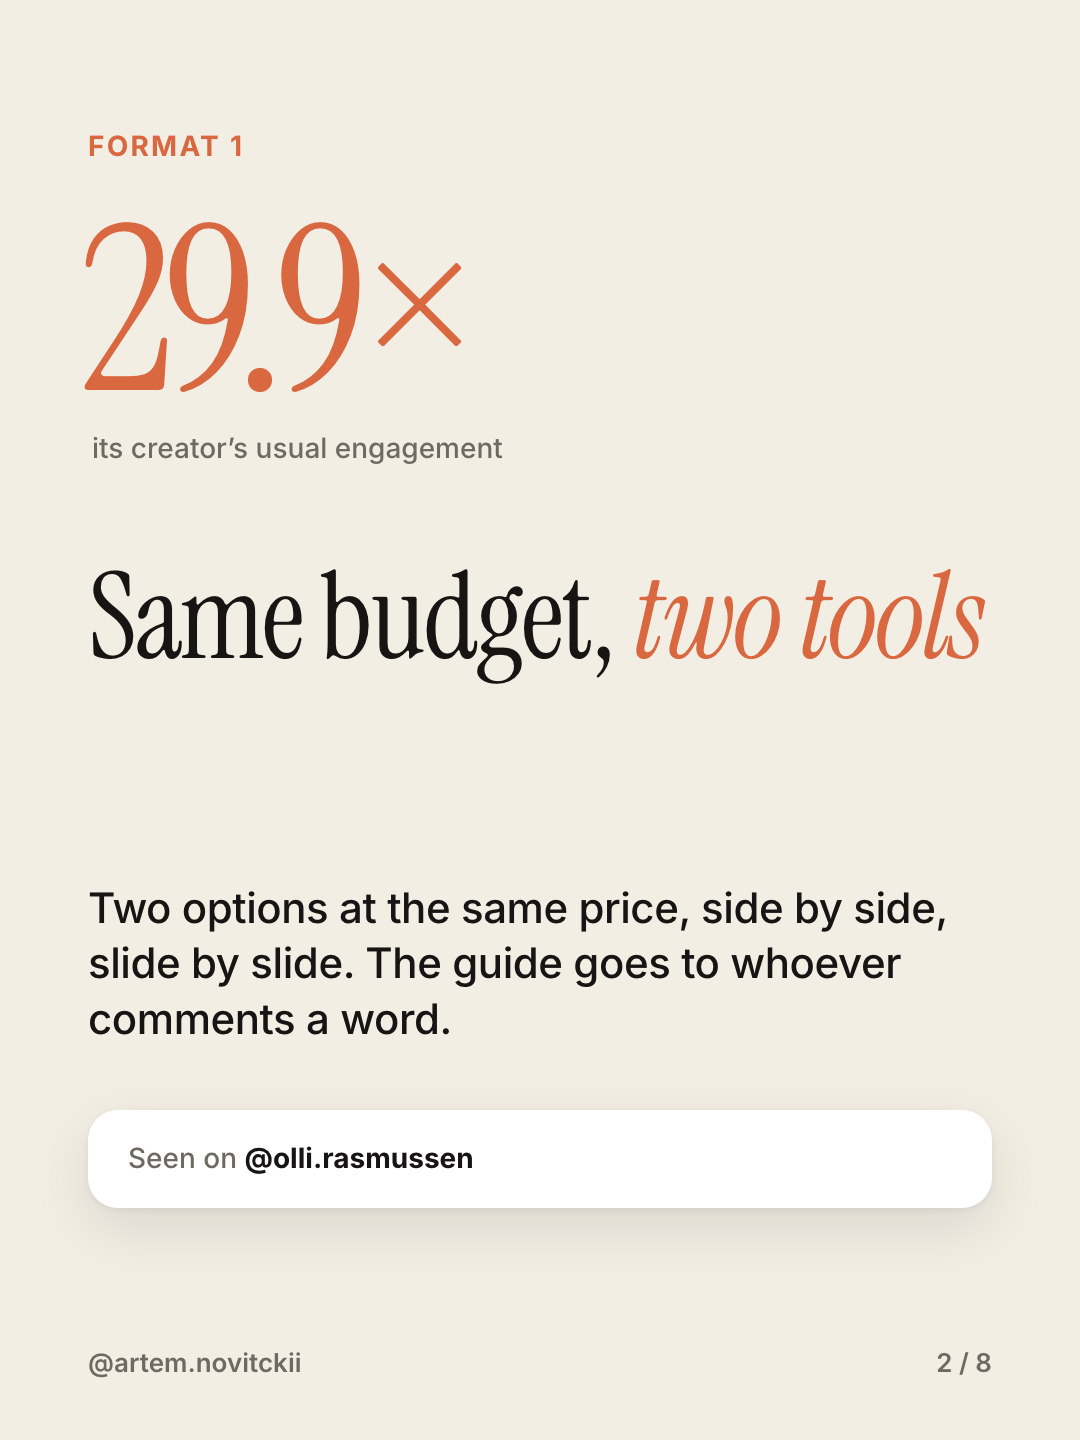 FORMAT 1
29.9×
its creator’s usual engagement
Same budget, two tools
Two options at the same price, side by side,
slide by slide. The guide goes to whoever
comments a word.
Seen on @olli.rasmussen
@artem.novitckii
2 / 8